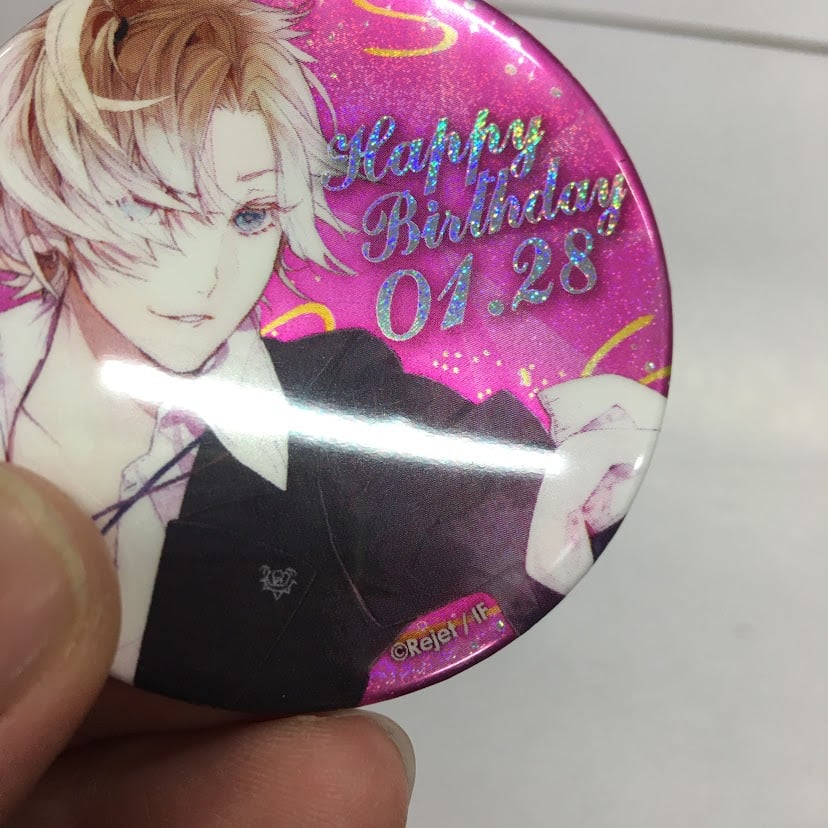 Happy
Birthday
01.28
©Rejet / IF